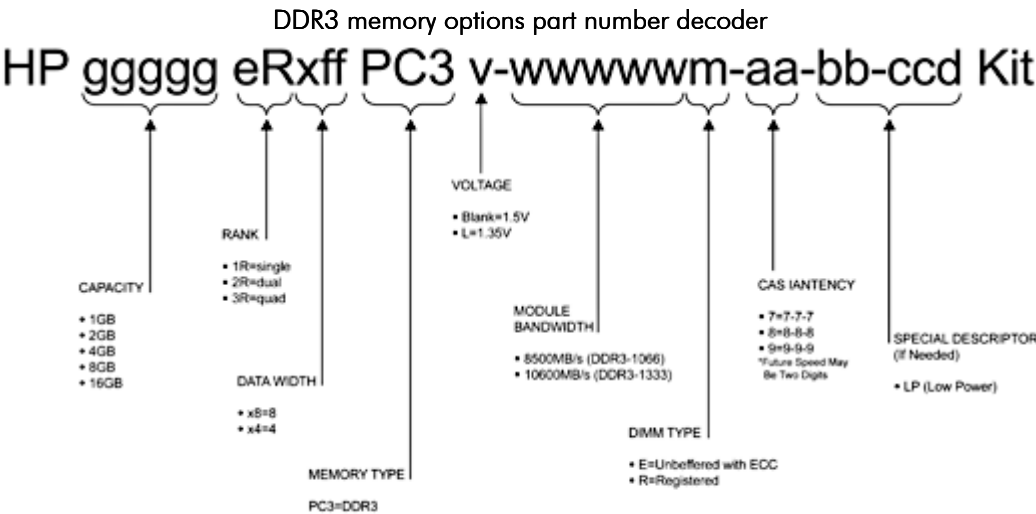 DDR3 memory options part number decoder
HP ggggg eRxff PC3 v-wwwwwm-aa-bb-ccd Kit
VOLTAGE
• Blank=1.5V
• L=1.35V
RANK
• 1R=single
• 2R=dual
• 3R=quad
CAPACITY
• 1GB
• 2GB
• 4GB
• 8GB
• 16GB
CAS IANTENCY
• 7=7-7-7
• 8=8-8-8
• 9=9-9-9
*Future Speed May
Be Two Digits
MODULE
BANDWIDTH
• 8500MB/s (DDR3-1066)
• 10600MB/s (DDR3-1333)
SPECIAL DESCRIPTOR
(If Needed)
• LP (Low Power)
DATA WIDTH
• x8=8
• x4=4
DIMM TYPE
• E=Unbeffered with ECC
• R=Registered
MEMORY TYPE
PC3=DDR3